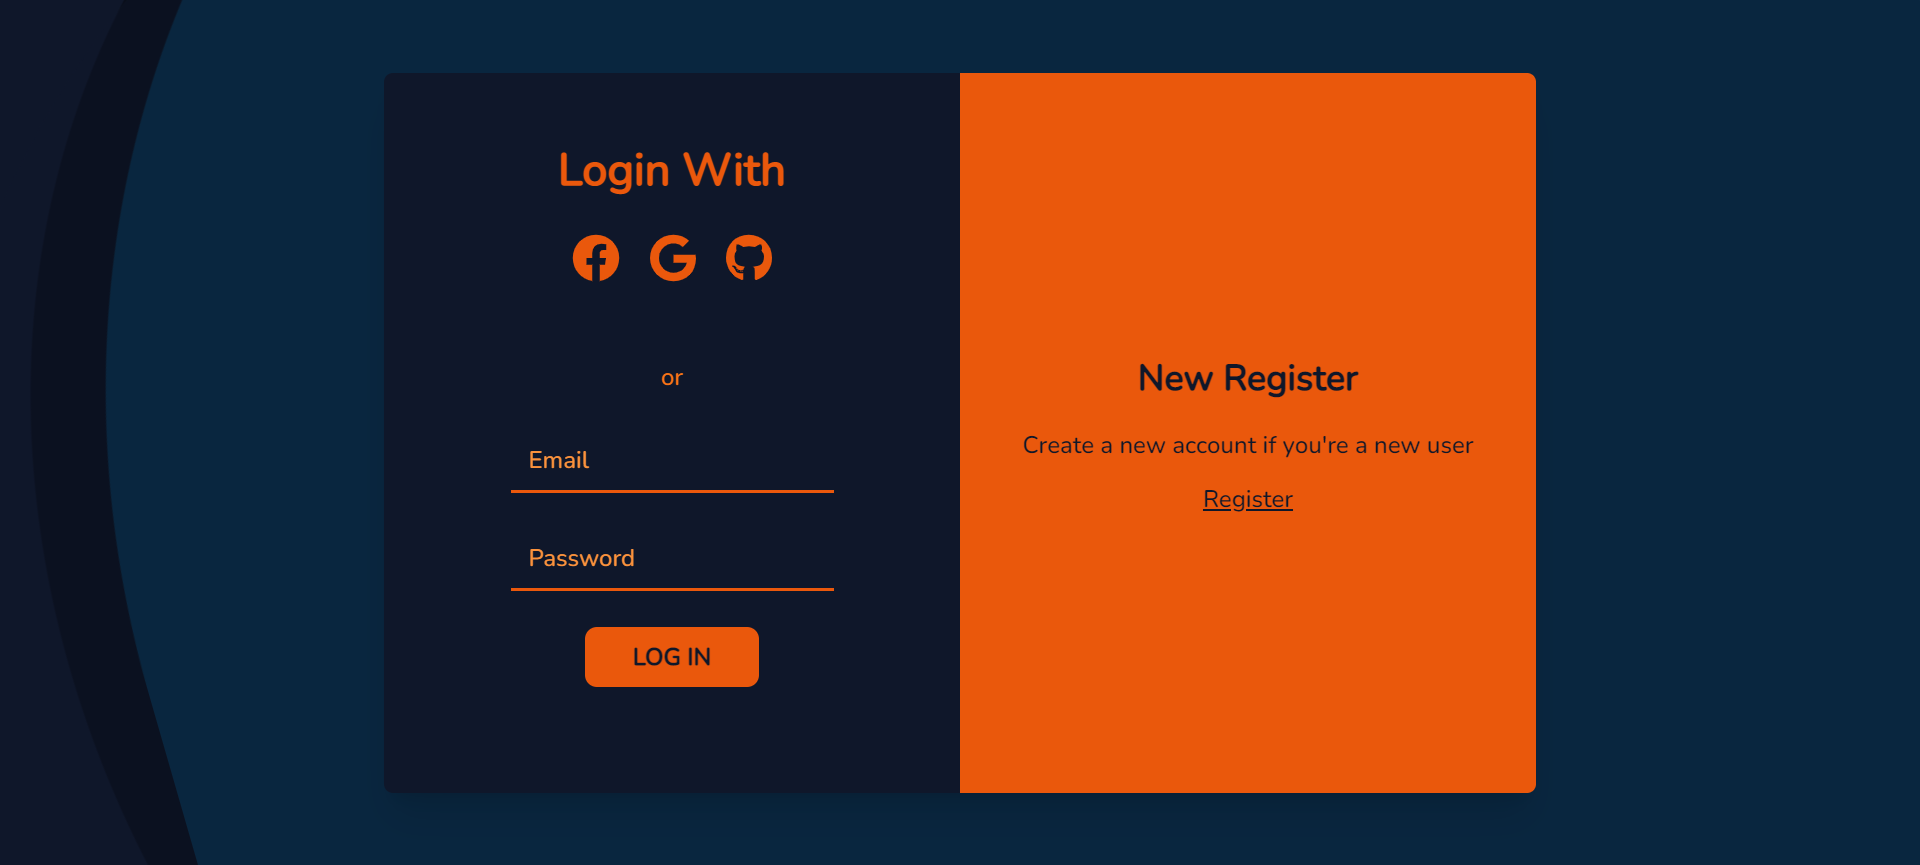 Login With
or
Email
Password
LOG IN
New Register
Create a new account if you're a new user
Register